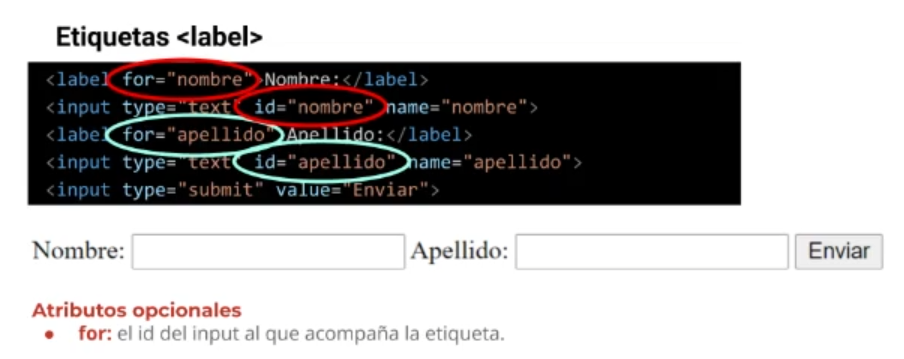 Etiquetas <label>
<label for="nombre">Nombre:</label>
<input type="text" id="nombre" name="nombre">
<label for="apellido">Apellido:</label>
<input type="text" id="apellido" name="apellido">
<input type="submit" value="Enviar">
Nombre: Apellido: Enviar
Atributos opcionales
• for: el id del input al que acompaña la etiqueta.